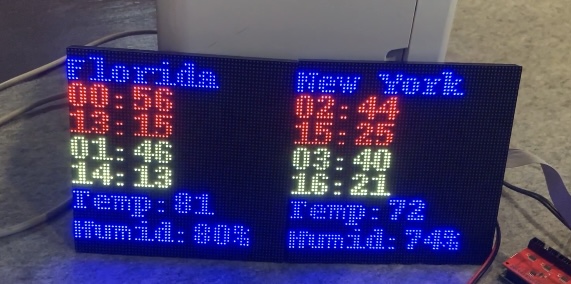 Florida
00:56
13:15
01:46
14:13
Temp:81
Humid:80%
New York
02:44
15:25
03:40
16:21
Temp:72
Humid:74%